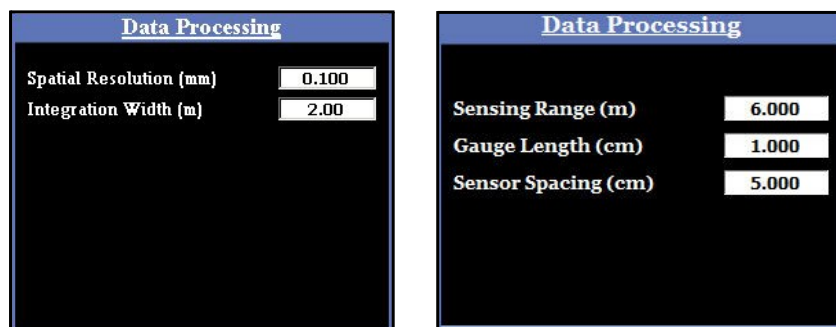 Data Processing
Spatial Resolution (mm) 0.100
Integration Width (m) 2.00
Data Processing
Sensing Range (m) 6.000
Gauge Length (cm) 1.000
Sensor Spacing (cm) 5.000